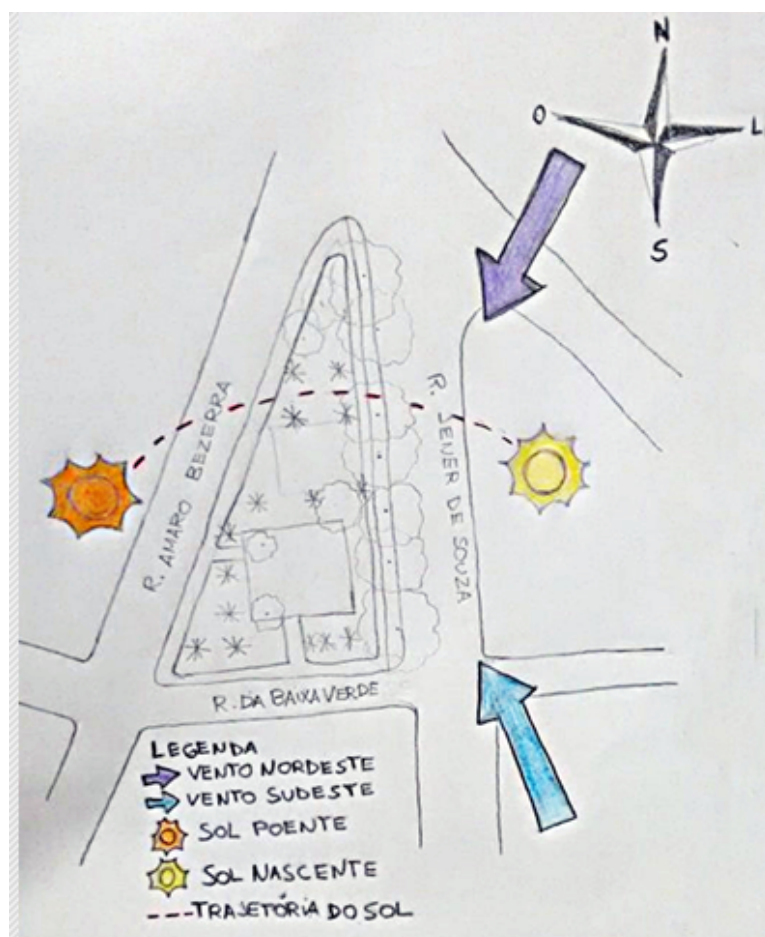 N
O
L
S
R. AMARO BEZERRA
R. JENER DE SOUZA
R. DA BAIXA VERDE
LEGENDA
VENTO NORDESTE
VENTO SUDESTE
SOL POENTE
SOL NASCENTE
TRAJETÓRIA DO SOL